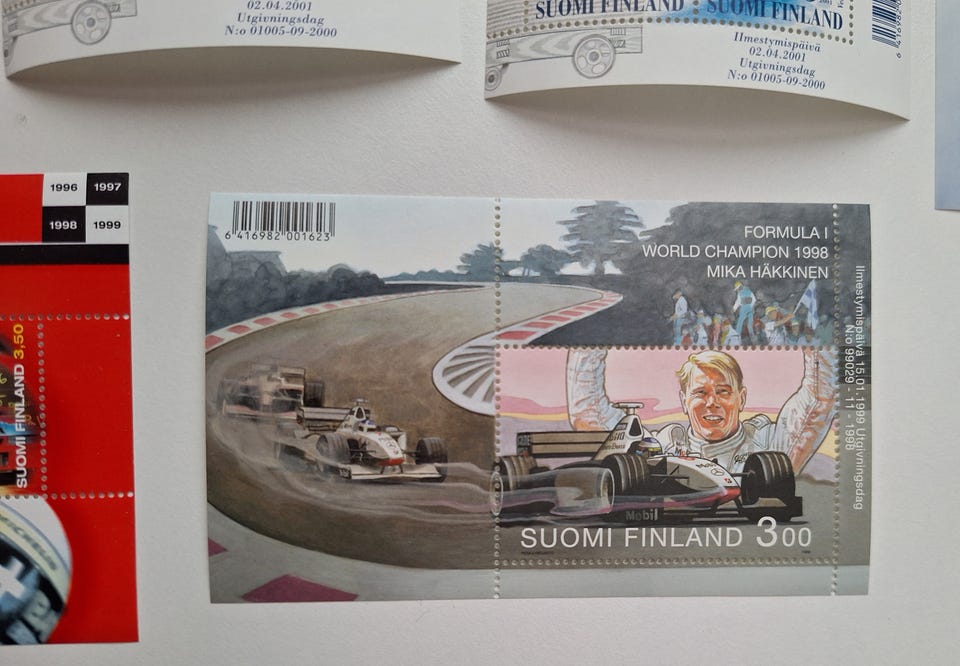 02.04.2001
Utgivningsdag
N:o 01005-09-2000
SUOMI FINLAND
SUOMI FINLAND
Ilmestymispäivä
02.04.2001
Utgivningsdag
N:o 01005-09-2000
1996 1997
1998 1999
SUOMI FINLAND 3,50
6 416982 001623
FORMULA I
WORLD CHAMPION 1998
MIKA HÄKKINEN
Ilmestymispäivä 15.01.1999 Utgivningsdag
N:o 99029 - 11 - 1998
Mobil
SUOMI FINLAND 300